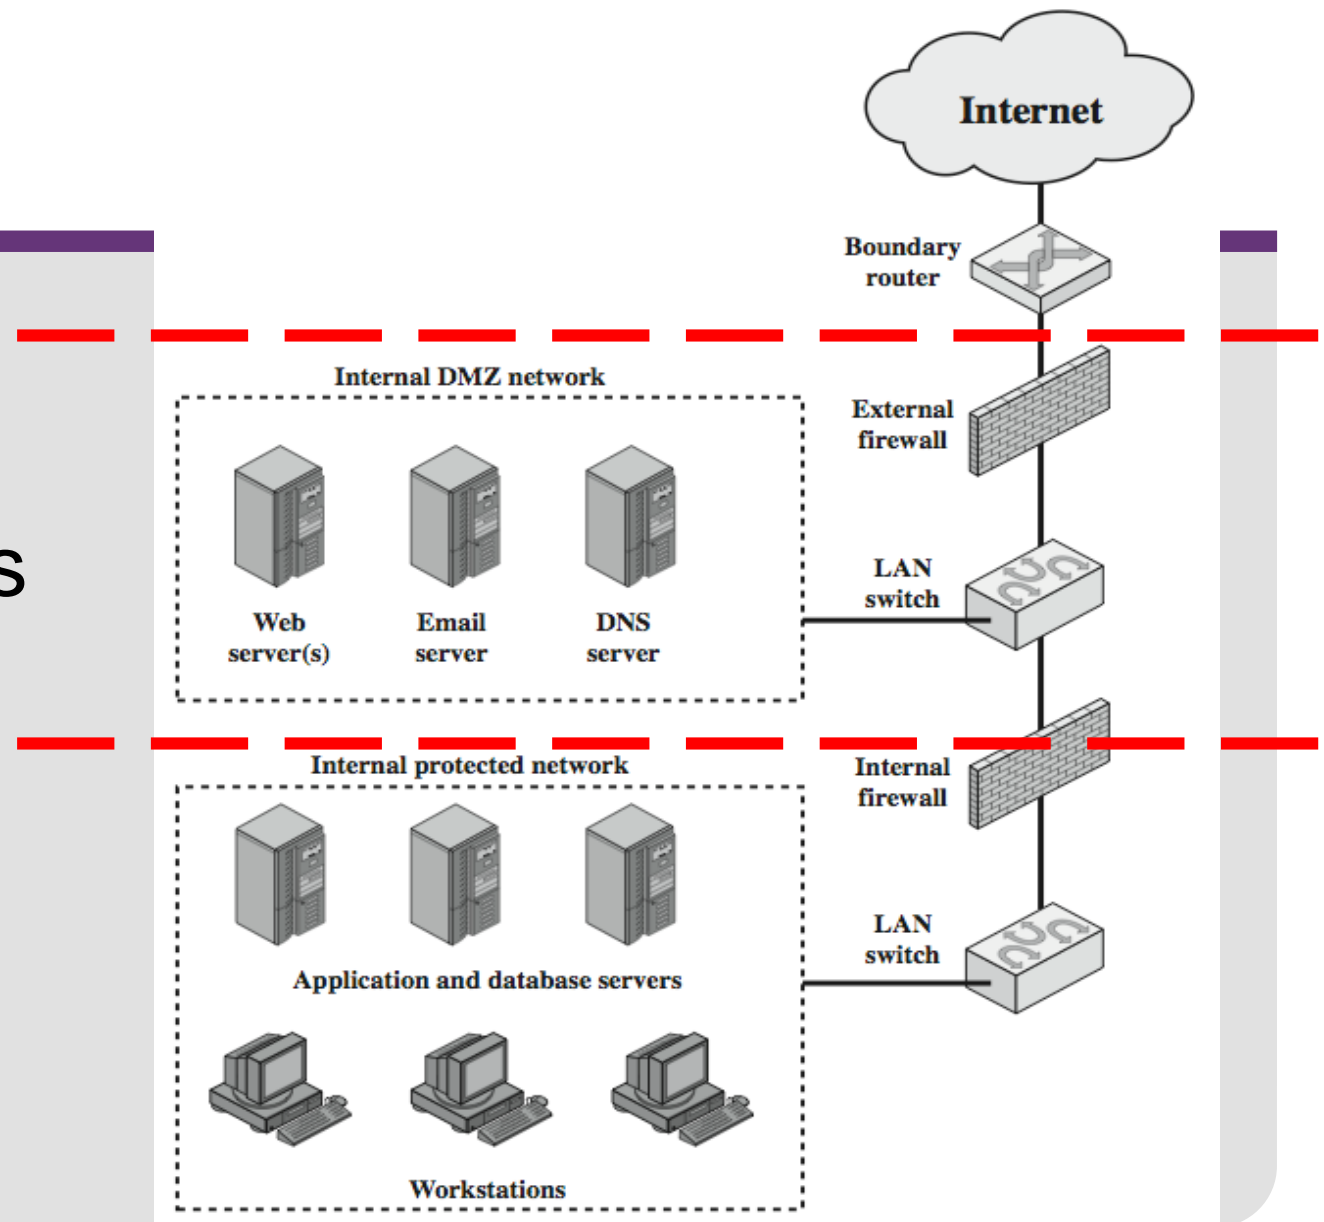 Internet
Boundary
router
Internal DMZ network
External
firewall
s
LAN
switch
Web
server(s)
Email
server
DNS
server
Internal protected network
Internal
firewall
LAN
switch
Application and database servers
Workstations